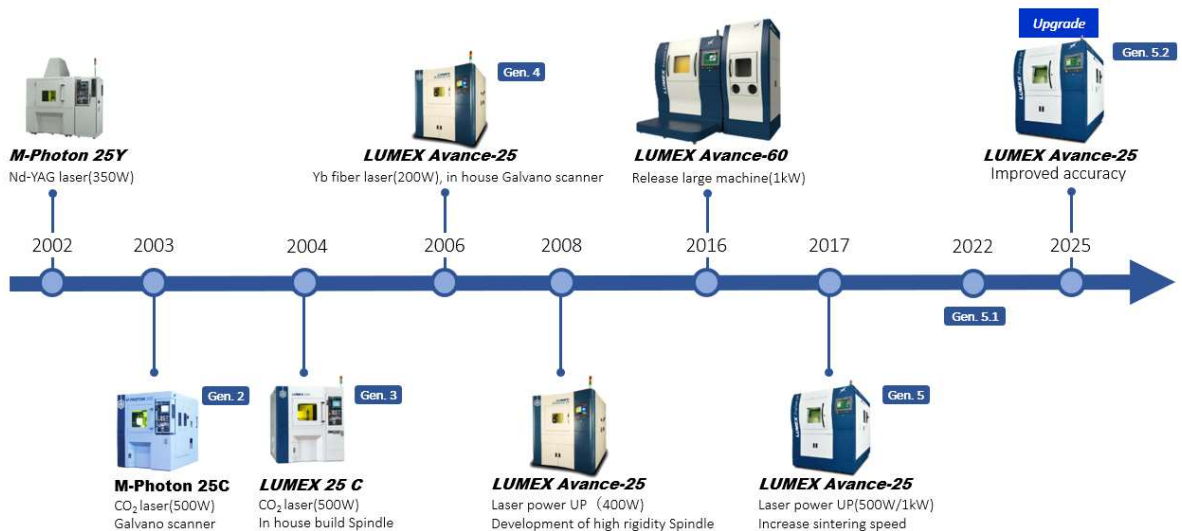 Upgrade
Gen. 4
Gen. 5.2
M-Photon 25Y
Nd-YAG laser(350W)
LUMEX Avance-25
Yb fiber laser(200W), in house Galvano scanner
LUMEX Avance-60
Release large machine(1kW)
LUMEX Avance-25
Improved accuracy
2002
2003
2004
2006
2008
2016
2017
2022
2025
Gen. 5.1
Gen. 2
Gen. 3
Gen. 5
M-Photon 25C
CO₂ laser(500W)
Galvano scanner
LUMEX 25 C
CO₂ laser(500W)
In house build Spindle
LUMEX Avance-25
Laser power UP (400W)
Development of high rigidity Spindle
LUMEX Avance-25
Laser power UP(500W/1kW)
Increase sintering speed